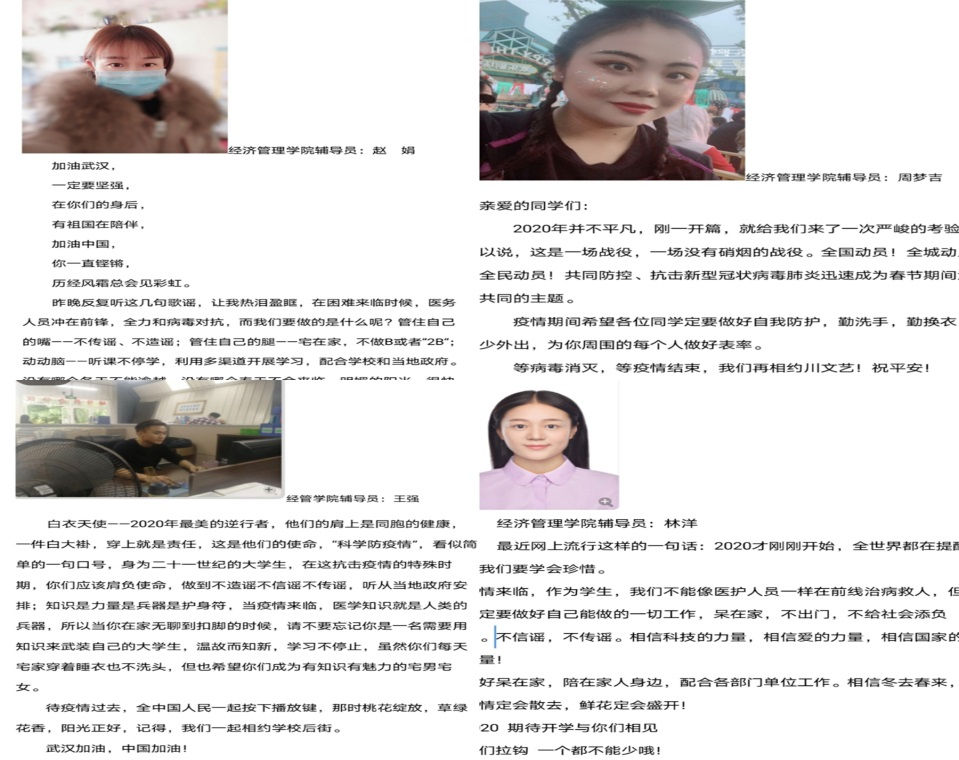 经济管理学院辅导员：赵　娟
加油武汉，
一定要坚强，
在你们的身后，
有祖国在陪伴，
加油中国，
你一直铿锵，
历经风霜总会见彩虹。
昨晚反复听这几句歌谣，让我热泪盈眶，在困难来临时候，医务
人员冲在前锋，全力和病毒对抗，而我们要做的是什么呢？管住自己
的嘴——不传谣、不造谣；管住自己的腿——宅在家，不做B或者“2B”；
动动脑——听课不停学，利用多渠道开展学习，配合学校和当地政府。
经济管理学院辅导员：周梦吉
亲爱的同学们：
2020年并不平凡，刚一开篇，就给我们来了一次严峻的考验
以说，这是一场战役，一场没有硝烟的战役。全国动员！全城动
全民动员！共同防控、抗击新型冠状病毒肺炎迅速成为春节期间
共同的主题。
疫情期间希望各位同学定要做好自我防护，勤洗手，勤换衣
少外出，为你周围的每个人做好表率。
等病毒消灭，等疫情结束，我们再相约川文艺！祝平安！
经管学院辅导员：王强
白衣天使——2020年最美的逆行者，他们的肩上是同胞的健康，
一件白大褂，穿上就是责任，这是他们的使命，“科学防疫情”，看似简
单的一句口号，身为二十一世纪的大学生，在这抗击疫情的特殊时
期，你们应该肩负使命，做到不造谣不信谣不传谣，听从当地政府安
排；知识是力量是兵器是护身符，当疫情来临，医学知识就是人类的
兵器，所以当你在家无聊到扣脚的时候，请不要忘记你是一名需要用
知识来武装自己的大学生，温故而知新，学习不停止，虽然你们每天
宅家穿着睡衣也不洗头，但也希望你们成为有知识有魅力的宅男宅
女。
待疫情过去，全中国人民一起按下播放键，那时桃花绽放，草绿
花香，阳光正好，记得，我们一起相约学校后街。
武汉加油，中国加油！
经济管理学院辅导员：林洋
最近网上流行这样的一句话：2020才刚刚开始，全世界都在提醒
我们要学会珍惜。
情来临，作为学生，我们不能像医护人员一样在前线治病救人，但
定要做好自己能做的一切工作，呆在家，不出门，不给社会添负
。不信谣，不传谣。相信科技的力量，相信爱的力量，相信国家的
量！
好呆在家，陪在家人身边，配合各部门单位工作。相信冬去春来，
情定会散去，鲜花定会盛开！
20 期待开学与你们相见
们拉钩 一个都不能少哦！